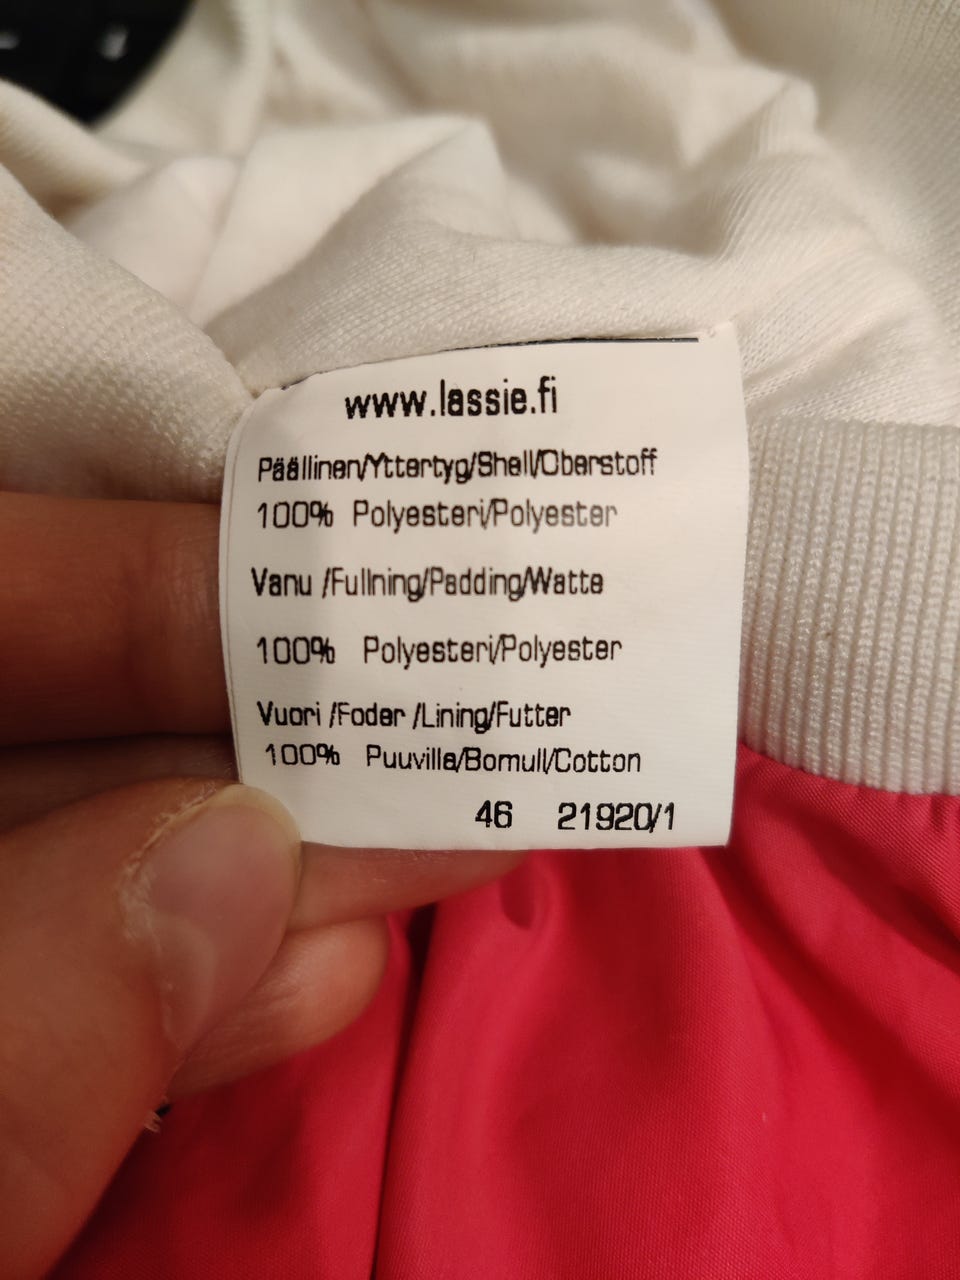 www.lassie.fi
Päällinen/Yttertyg/Shell/Oberstoff
100% Polyesteri/Polyester
Vanu /Fullning/Padding/Watte
100% Polyesteri/Polyester
Vuori /Foder /Lining/Futter
100% Puuvilla/Bomull/Cotton
46 21920/1